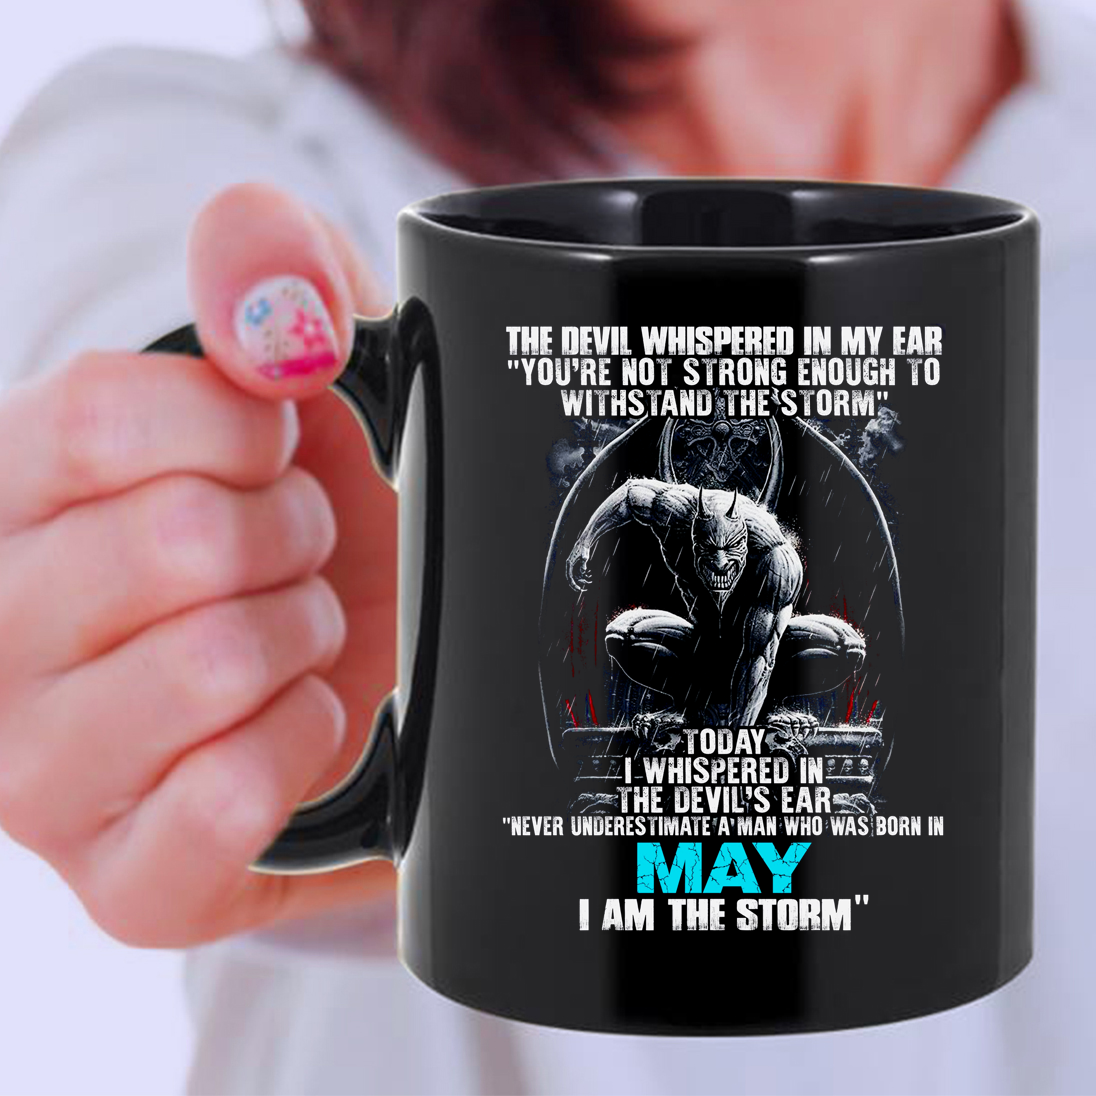 THE DEVIL WHISPERED IN MY EAR
"YOU'RE NOT STRONG ENOUGH TO
WITHSTAND THE STORM"
TODAY
I WHISPERED IN
THE DEVIL'S EAR
"NEVER UNDERESTIMATE A MAN WHO WAS BORN IN
MAY
I AM THE STORM"